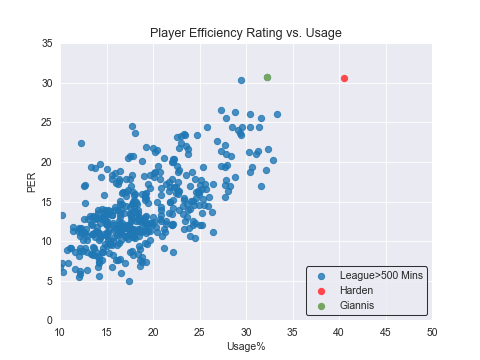 Player Efficiency Rating vs. Usage
35
30
25
20
15
10
5
0
PER
10 15 20 25 30 35 40 45 50
Usage%
League>500 Mins
Harden
Giannis